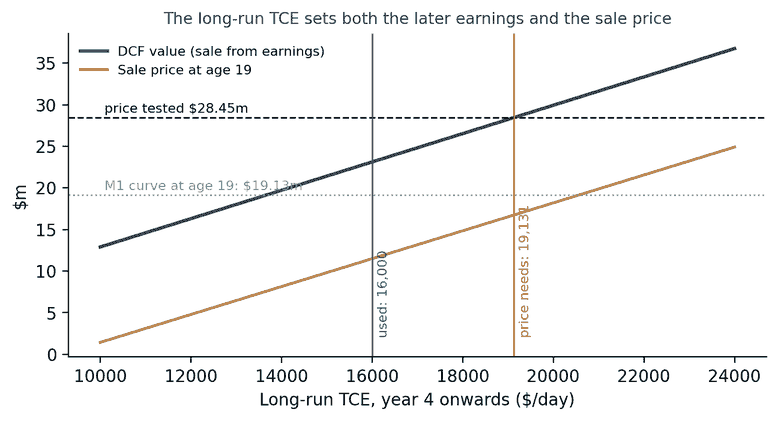 The long-run TCE sets both the later earnings and the sale price
DCF value (sale from earnings)
Sale price at age 19
price tested $28.45m
M1 curve at age 19: $19.13m
used: 16,000
price needs: 19,131
$m
35
30
25
20
15
10
5
0
10000 12000 14000 16000 18000 20000 22000 24000
Long-run TCE, year 4 onwards ($/day)